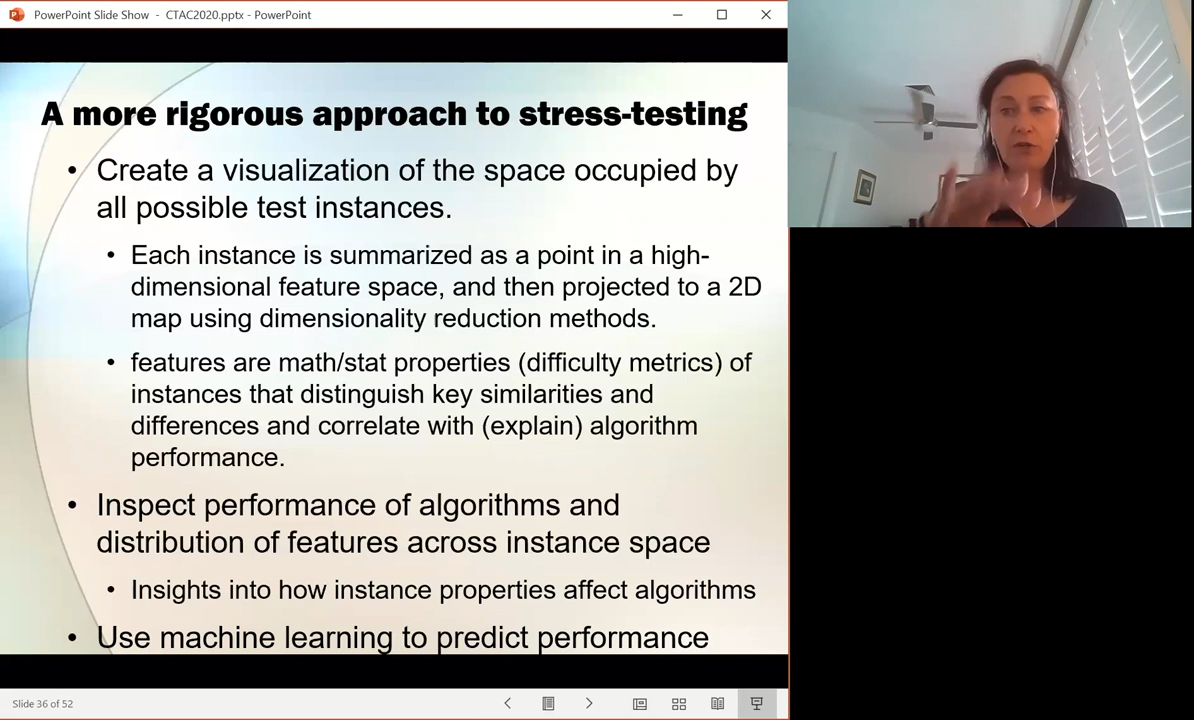 PowerPoint Slide Show - CTAC2020.pptx - PowerPoint
A more rigorous approach to stress-testing
• Create a visualization of the space occupied by
all possible test instances.
• Each instance is summarized as a point in a high-
dimensional feature space, and then projected to a 2D
map using dimensionality reduction methods.
• features are math/stat properties (difficulty metrics) of
instances that distinguish key similarities and
differences and correlate with (explain) algorithm
performance.
• Inspect performance of algorithms and
distribution of features across instance space
• Insights into how instance properties affect algorithms
• Use machine learning to predict performance
Slide 36 of 52